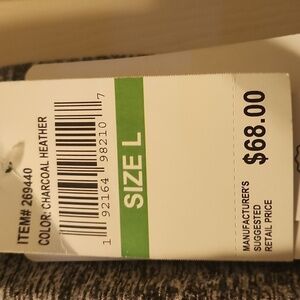 ITEM# 269440
COLOR: CHARCOAL HEATHER
1 92164 98210 7
SIZE L
MANUFACTURER'S
SUGGESTED
RETAIL PRICE
$68.00